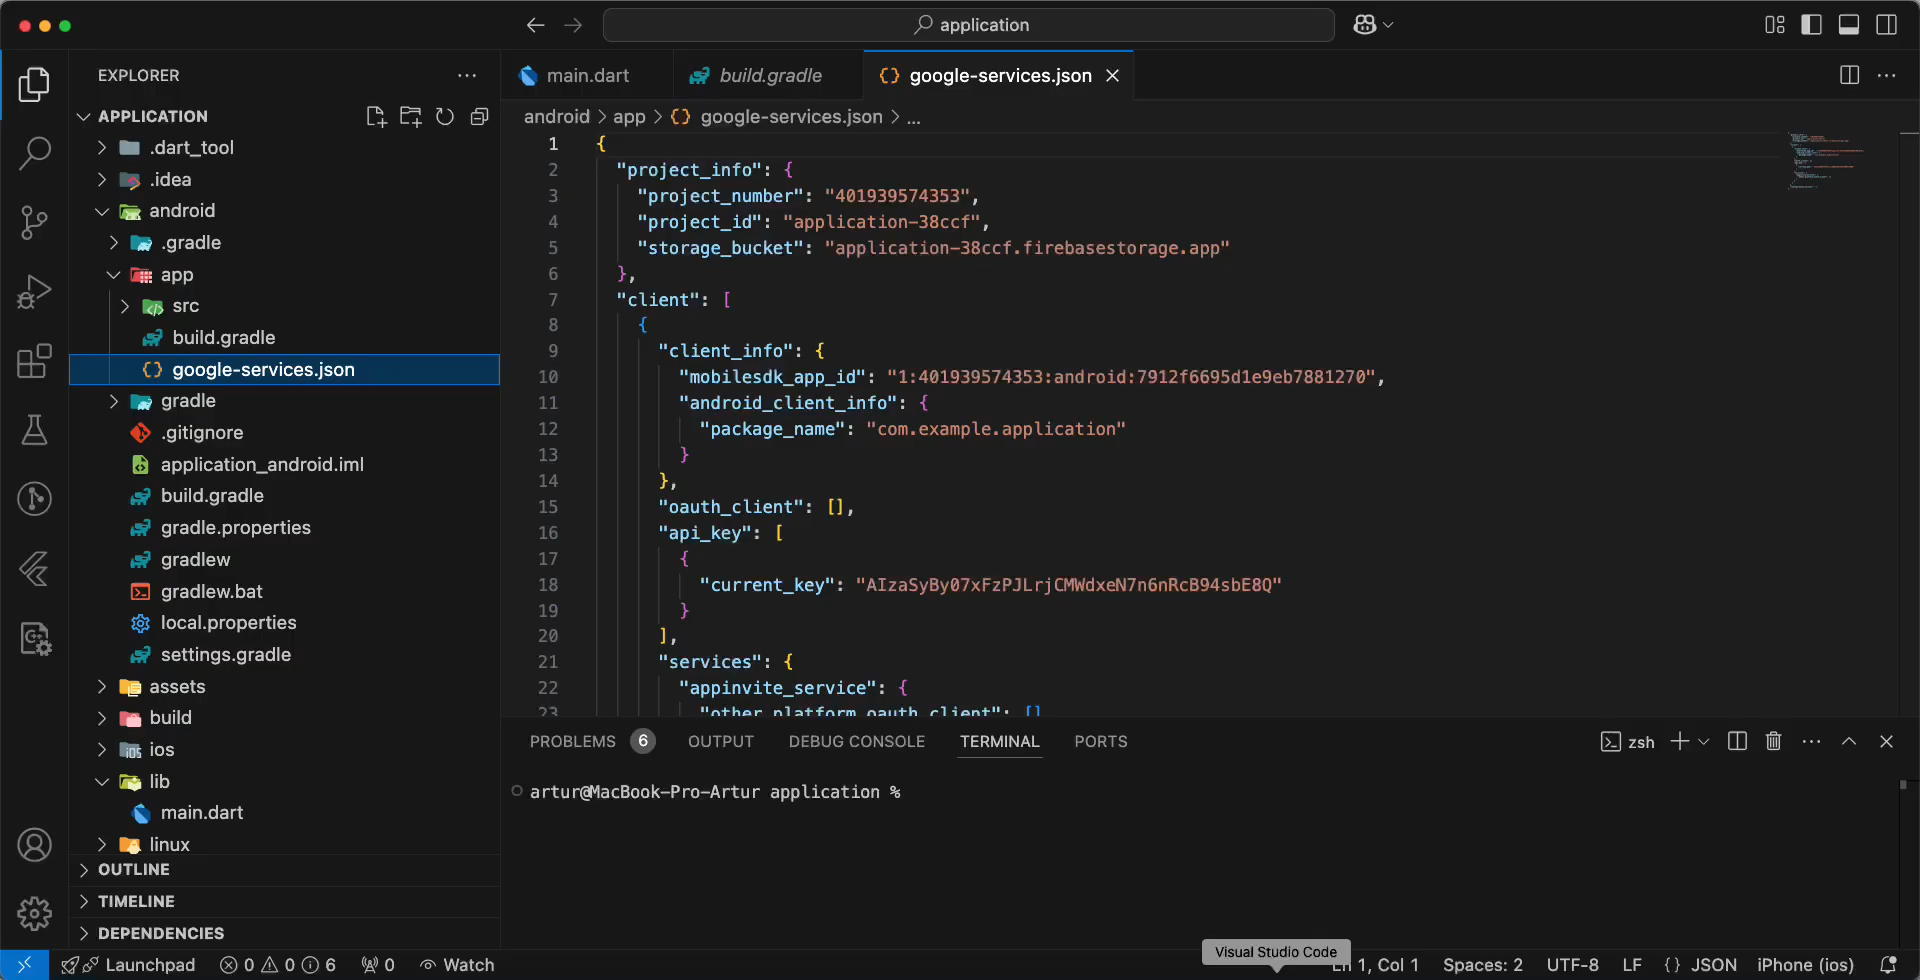 application
EXPLORER
APPLICATION
.dart_tool
.idea
android
.gradle
app
src
build.gradle
google-services.json
gradle
.gitignore
application_android.iml
build.gradle
gradle.properties
gradlew
gradlew.bat
local.properties
settings.gradle
assets
build
ios
lib
main.dart
linux
OUTLINE
TIMELINE
DEPENDENCIES
main.dart
build.gradle
google-services.json
android > app > {} google-services.json > ...
1 {
2 "project_info": {
3 "project_number": "401939574353",
4 "project_id": "application-38ccf",
5 "storage_bucket": "application-38ccf.firebasestorage.app"
6 },
7 "client": [
8 {
9 "client_info": {
10 "mobilesdk_app_id": "1:401939574353:android:7912f6695d1e9eb7881270",
11 "android_client_info": {
12 "package_name": "com.example.application"
13 }
14 },
15 "oauth_client": [],
16 "api_key": [
17 {
18 "current_key": "AIzaSyBy07xFzPJLrjCMWdxeN7n6nRcB94sbE8Q"
19 }
20 ],
21 "services": {
22 "appinvite_service": {
23 "other_platform_oauth_client": []
PROBLEMS 6 OUTPUT DEBUG CONSOLE TERMINAL PORTS
zsh
artur@MacBook-Pro-Artur application %
Visual Studio Code
Launchpad 0 0 6 0 Watch Ln 1, Col 1 Spaces: 2 UTF-8 LF {} JSON iPhone (ios)